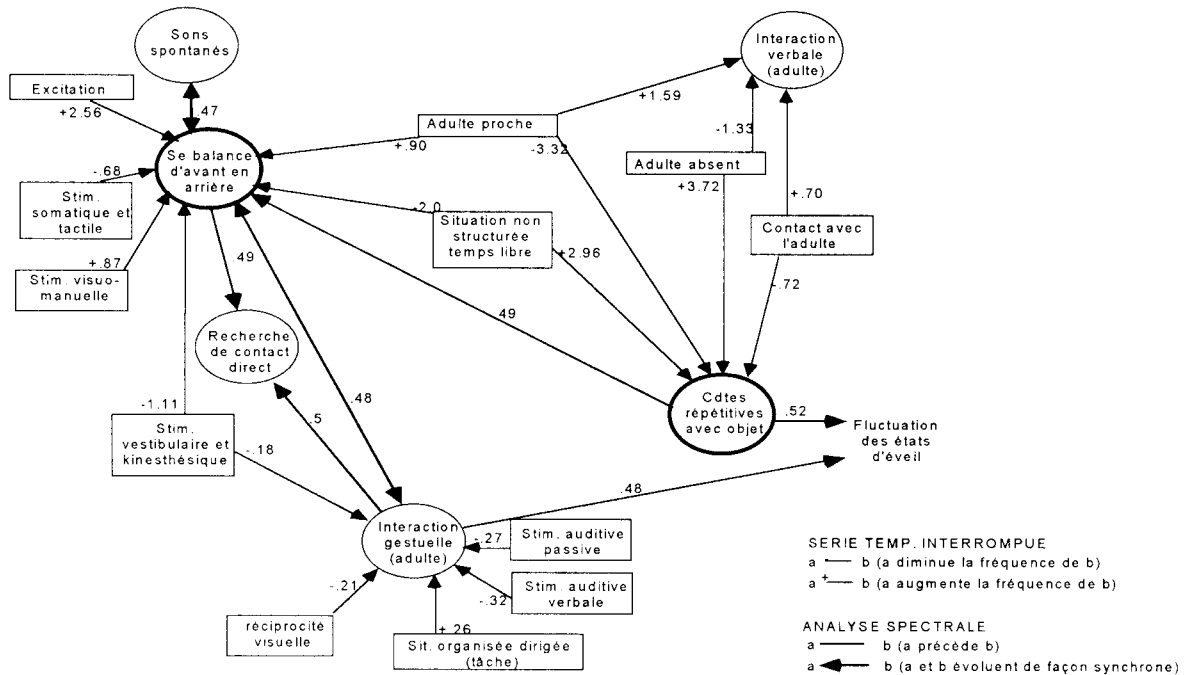 Sons
spontanés
Interaction
verbale
(adulte)
Excitation
+2.56
.47
+1.59
Adulte proche
+.90
-3.32
-1.33
Adulte absent
+3.72
Se balance
d'avant en
arrière
-.68
Stim.
somatique et
tactile
-2.0
Situation non
structurée
temps libre
+2.96
+.70
Contact avec
l'adulte
-.72
+.87
Stim. visuo-
manuelle
.49
.49
Recherche
de contact
direct
.48
.5
-1.11
Stim.
vestibulaire et
kinesthésique
-.18
Cdtes
répétitives
avec objet
.52
Fluctuation
des états
d'éveil
.48
Interaction
gestuelle
(adulte)
-.27
Stim. auditive
passive
-.32
Stim. auditive
verbale
-.21
réciprocité
visuelle
+.26
Sit. organisée dirigée
(tâche)
SERIE TEMP. INTERROMPUE
a - b (a diminue la fréquence de b)
a + b (a augmente la fréquence de b)
ANALYSE SPECTRALE
a b (a précède b)
a b (a et b évoluent de façon synchrone)